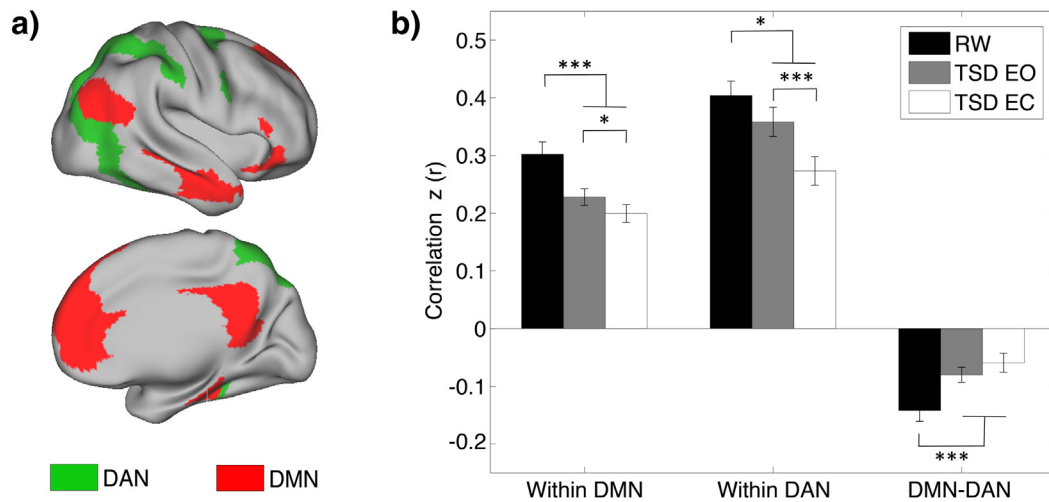 a)
DAN
DMN
b)
Correlation z (r)
0.5
0.4
0.3
0.2
0.1
0
-0.1
-0.2
***
*
*
***
***
RW
TSD EO
TSD EC
Within DMN
Within DAN
DMN-DAN